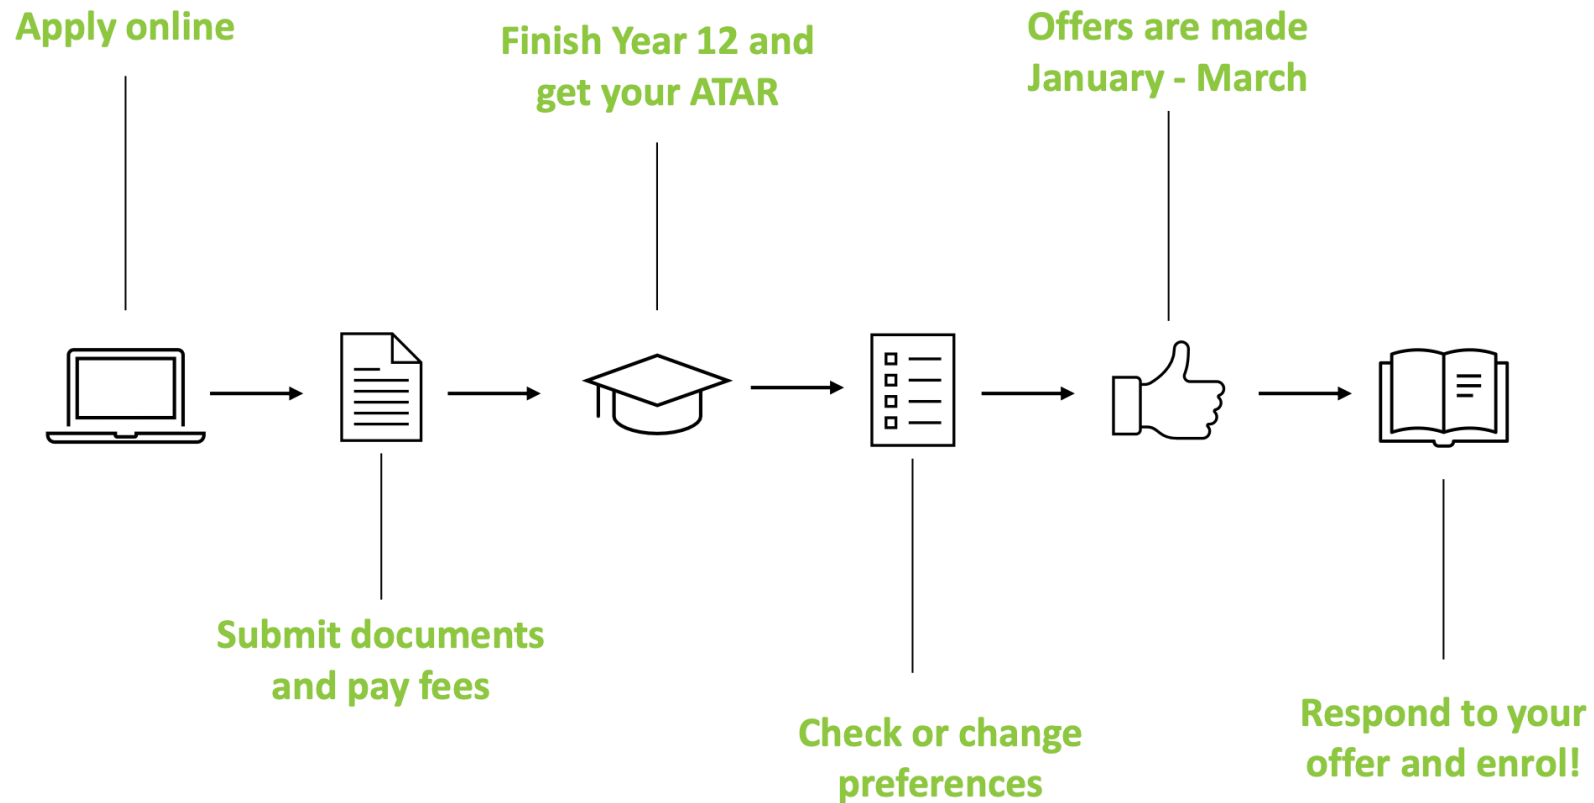 Apply online
Submit documents
and pay fees
Finish Year 12 and
get your ATAR
Check or change
preferences
Offers are made
January - March
Respond to your
offer and enrol!